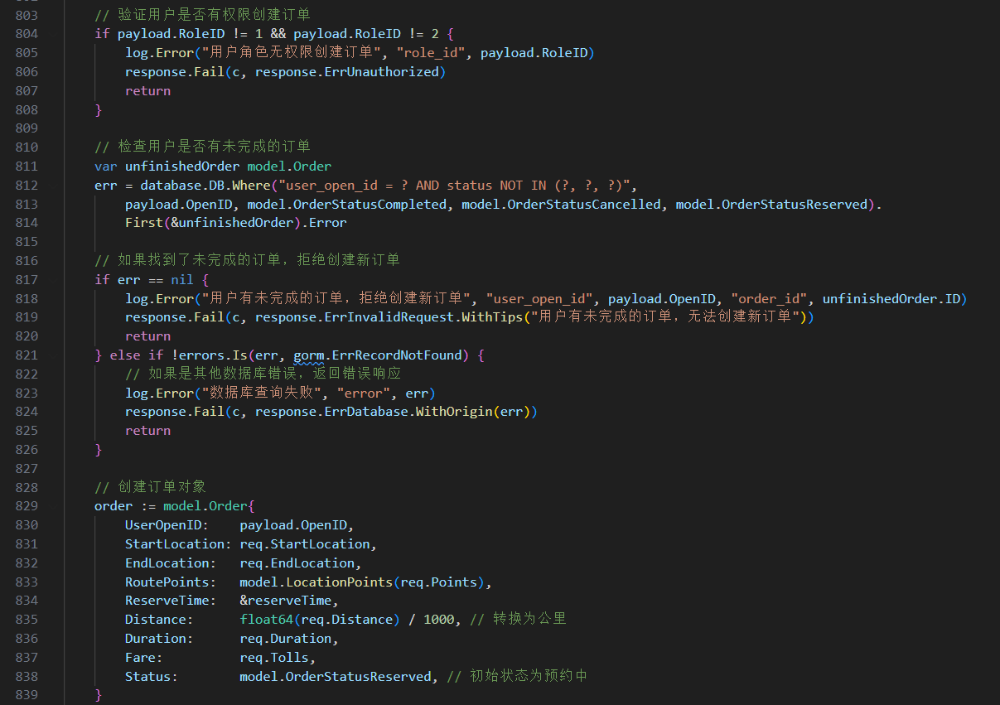 803 // 验证用户是否有权限创建订单
804 if payload.RoleID != 1 && payload.RoleID != 2 {
805     log.Error("用户角色无权限创建订单", "role_id", payload.RoleID)
806     response.Fail(c, response.ErrUnauthorized)
807     return
808 }
809
810 // 检查用户是否有未完成的订单
811 var unfinishedOrder model.Order
812 err = database.DB.Where("user_open_id = ? AND status NOT IN (?, ?, ?)",
813     payload.OpenID, model.OrderStatusCompleted, model.OrderStatusCancelled, model.OrderStatusReserved).
814     First(&unfinishedOrder).Error
815
816 // 如果找到了未完成的订单，拒绝创建新订单
817 if err == nil {
818     log.Error("用户有未完成的订单，拒绝创建新订单", "user_open_id", payload.OpenID, "order_id", unfinishedOrder.ID)
819     response.Fail(c, response.ErrInvalidRequest.WithTips("用户有未完成的订单，无法创建新订单"))
820     return
821 } else if !errors.Is(err, gorm.ErrRecordNotFound) {
822     // 如果是其他数据库错误，返回错误响应
823     log.Error("数据库查询失败", "error", err)
824     response.Fail(c, response.ErrDatabase.WithOrigin(err))
825     return
826 }
827
828 // 创建订单对象
829 order := model.Order{
830     UserOpenID:    payload.OpenID,
831     StartLocation: req.StartLocation,
832     EndLocation:   req.EndLocation,
833     RoutePoints:   model.LocationPoints(req.Points),
834     ReserveTime:   &reserveTime,
835     Distance:      float64(req.Distance) / 1000, // 转换为公里
836     Duration:      req.Duration,
837     Fare:          req.Tolls,
838     Status:        model.OrderStatusReserved, // 初始状态为预约中
839 }